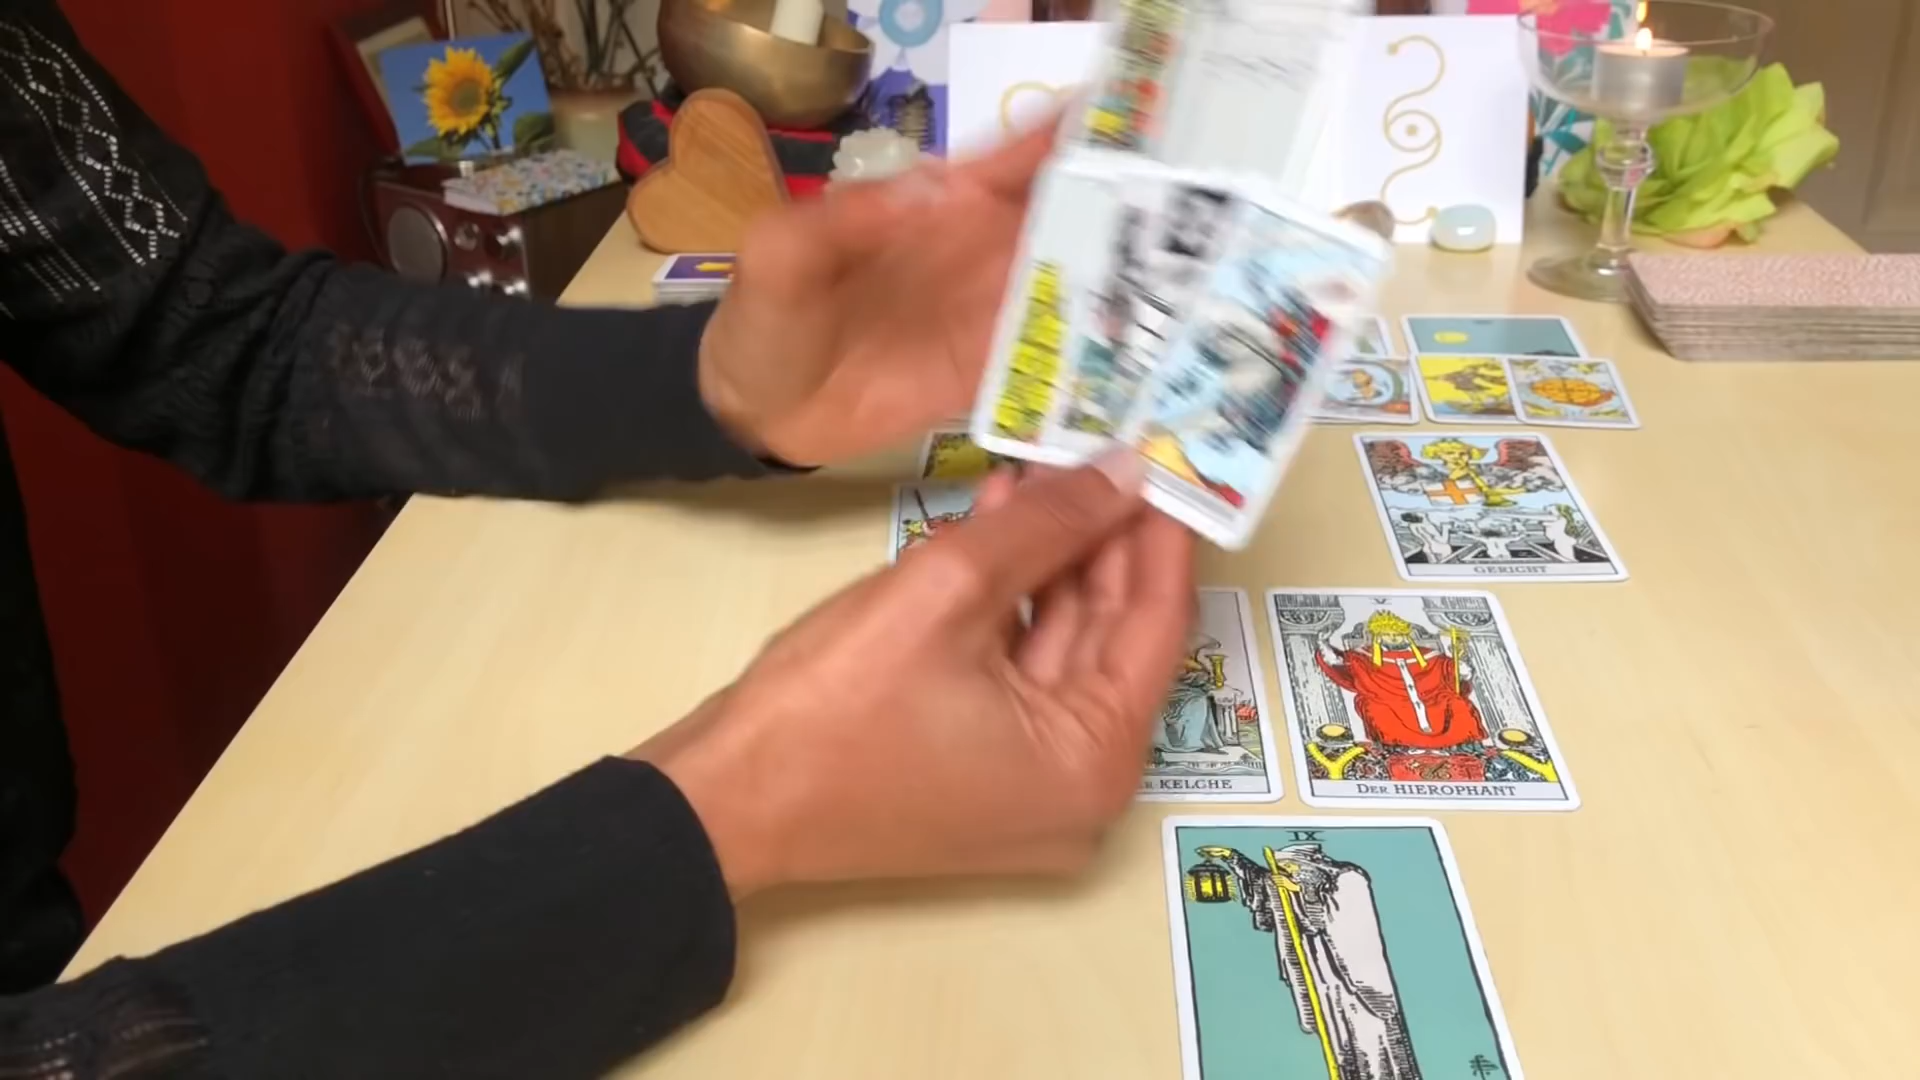 GERICHT
V
KELCHE
DER HIEROPHANT
IX